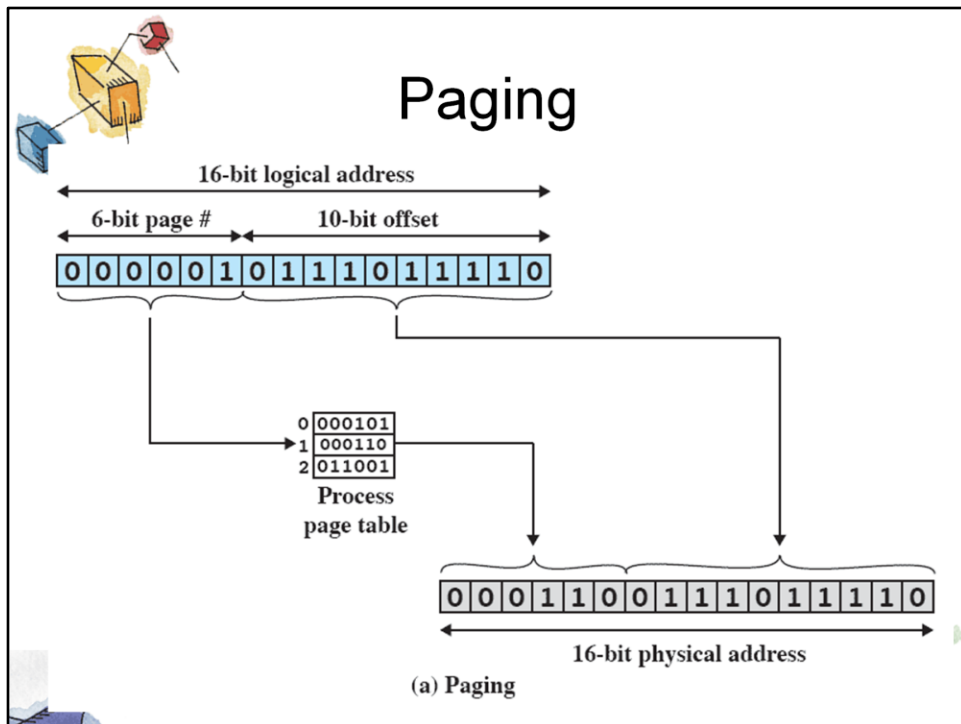 Paging
16-bit logical address
6-bit page # 10-bit offset
0 0 0 0 0 1 0 1 1 1 0 1 1 1 1 0
0 000101
1 000110
2 011001
Process
page table
0 0 0 1 1 0 0 1 1 1 0 1 1 1 1 0
16-bit physical address
(a) Paging